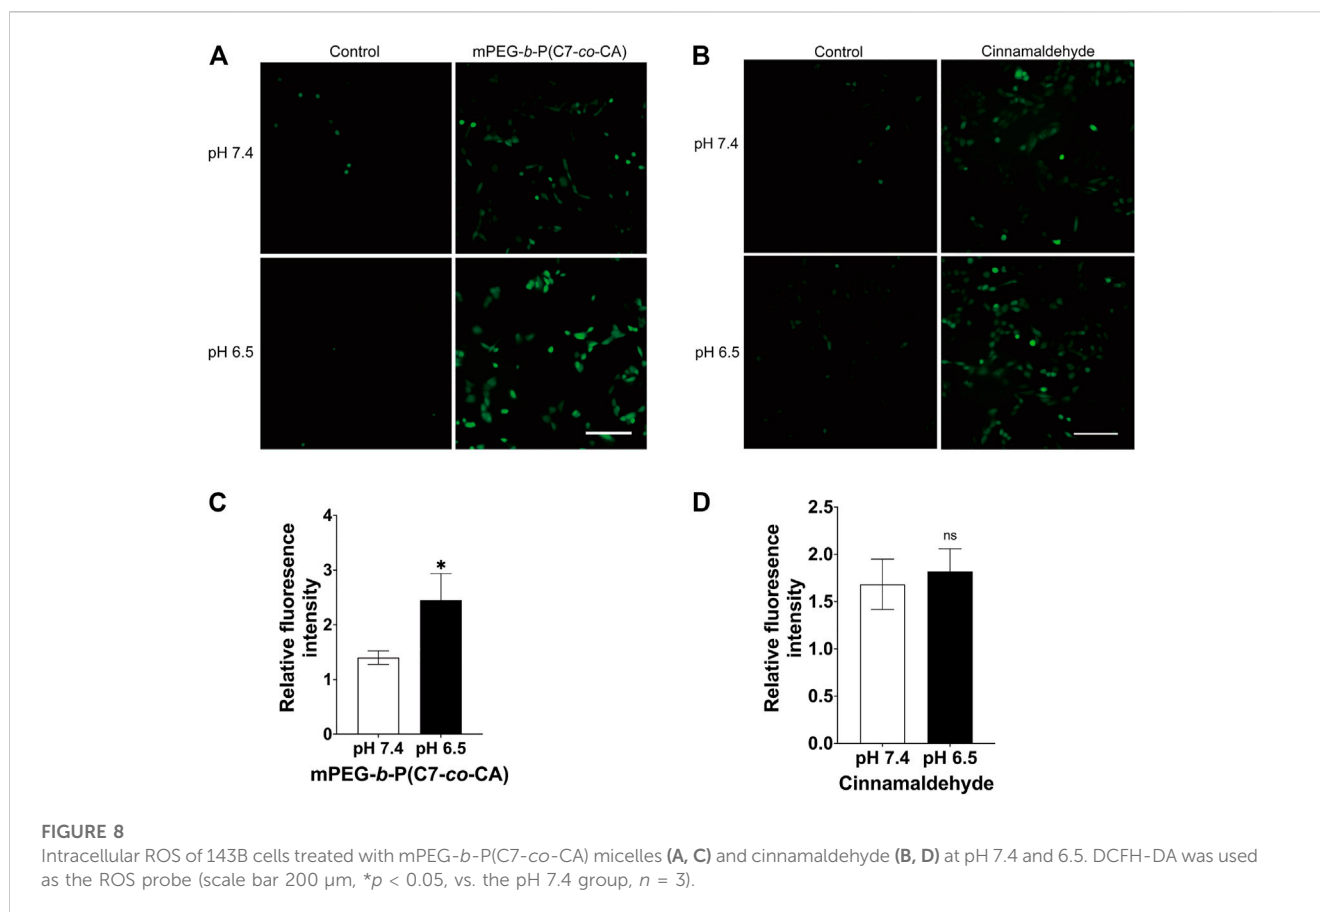 A
Control
mPEG-b-P(C7-co-CA)
pH 7.4
pH 6.5
B
Control
Cinnamaldehyde
pH 7.4
pH 6.5
C
Relative fluoresence
intensity
4
3
2
1
0
*
pH 7.4 pH 6.5
mPEG-b-P(C7-co-CA)
D
Relative fluoresence
intensity
2.5
2.0
1.5
1.0
0.5
0.0
ns
pH 7.4 pH 6.5
Cinnamaldehyde
FIGURE 8
Intracellular ROS of 143B cells treated with mPEG-b-P(C7-co-CA) micelles (A, C) and cinnamaldehyde (B, D) at pH 7.4 and 6.5. DCFH-DA was used
as the ROS probe (scale bar 200 μm, *p < 0.05, vs. the pH 7.4 group, n = 3).